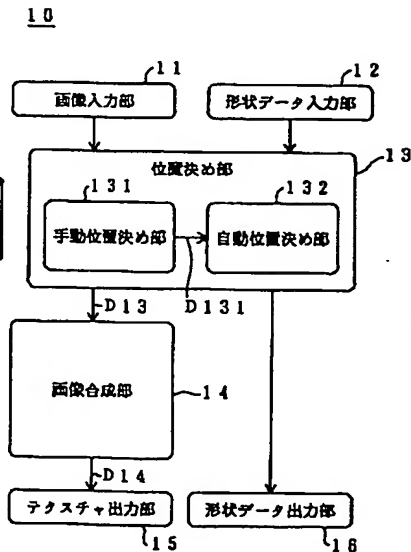 10
11 12
画像入力部 形状データ入力部
位置決め部 13
131 132
手動位置決め部 自動位置決め部
D131
D13
画像合成部 14
D14
テクスチャ出力部 形状データ出力部
15 16